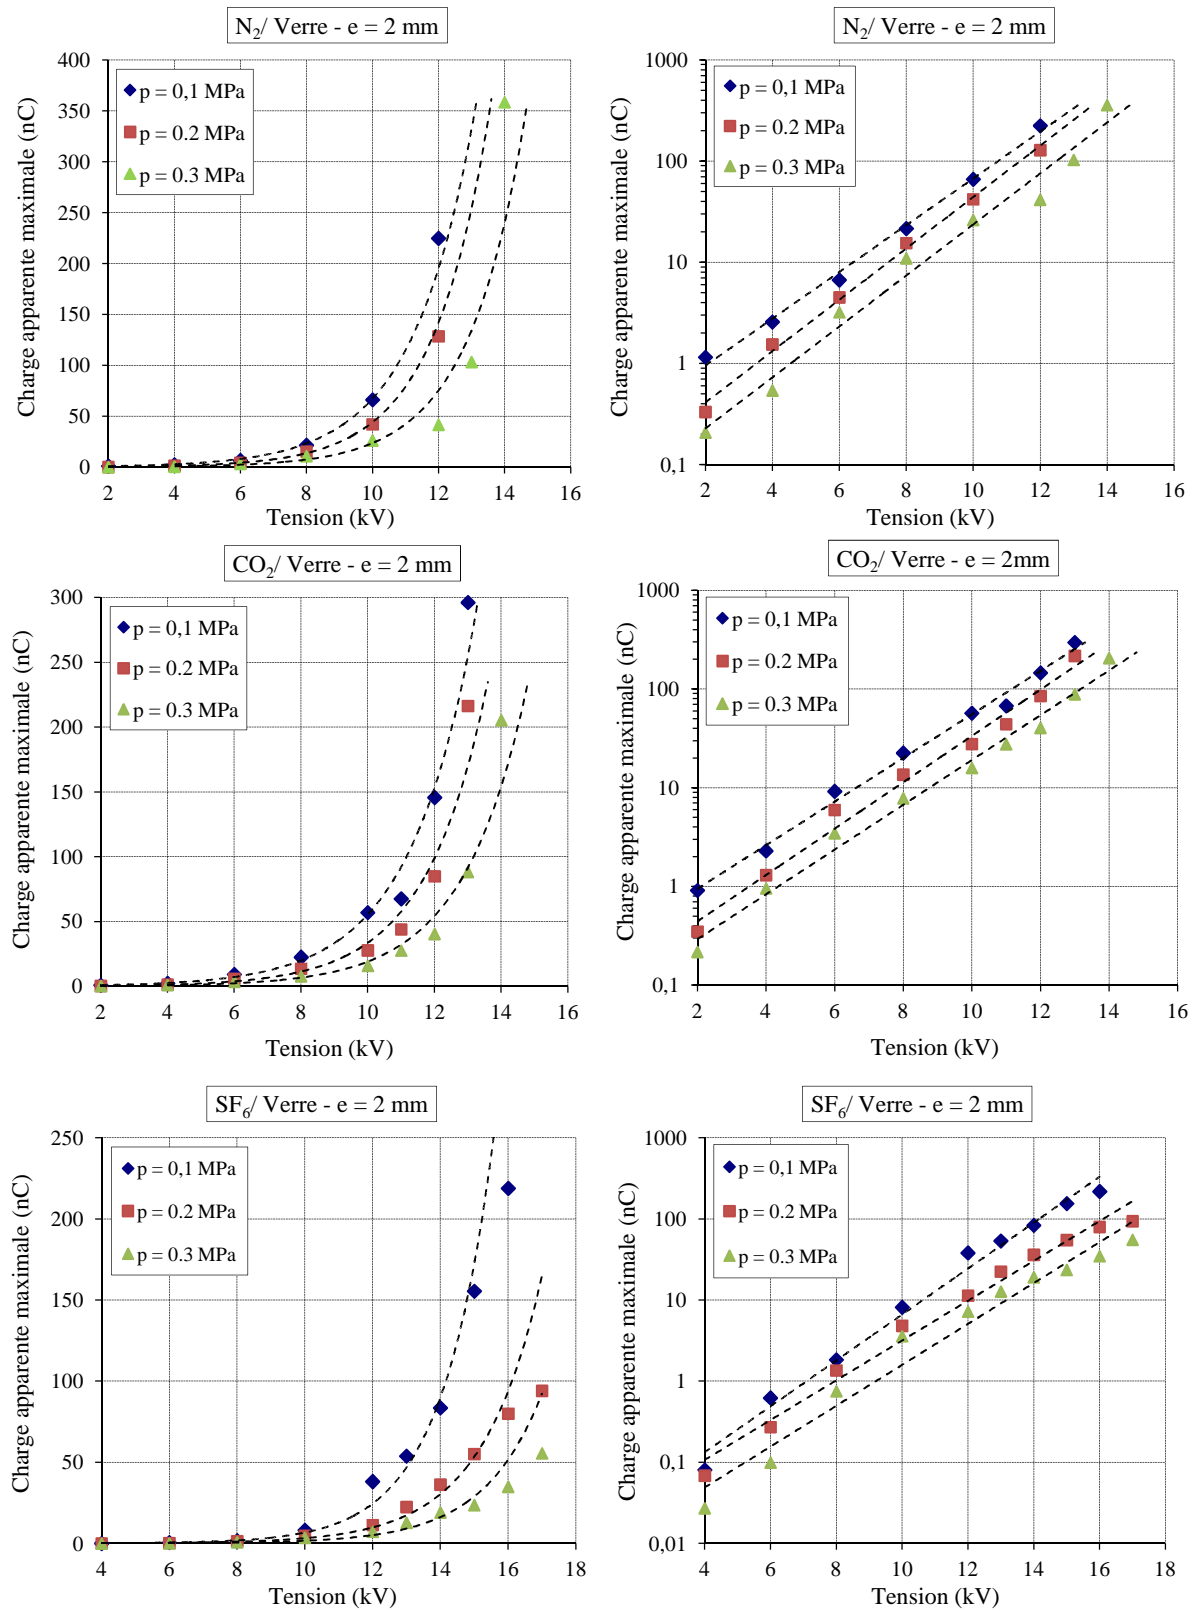 N2/ Verre - e = 2 mm
Charge apparente maximale (nC)
400
350
300
250
200
150
100
50
0
p = 0,1 MPa
p = 0.2 MPa
p = 0.3 MPa
2 4 6 8 10 12 14 16
Tension (kV)
N2/ Verre - e = 2 mm
Charge apparente maximale (nC)
1000
100
10
1
0,1
p = 0,1 MPa
p = 0.2 MPa
p = 0.3 MPa
2 4 6 8 10 12 14 16
Tension (kV)
CO2/ Verre - e = 2 mm
Charge apparente maximale (nC)
300
250
200
150
100
50
0
p = 0,1 MPa
p = 0.2 MPa
p = 0.3 MPa
2 4 6 8 10 12 14 16
Tension (kV)
CO2/ Verre - e = 2mm
Charge apparente maximale (nC)
1000
100
10
1
0,1
p = 0,1 MPa
p = 0.2 MPa
p = 0.3 MPa
2 4 6 8 10 12 14 16
Tension (kV)
SF6/ Verre - e = 2 mm
Charge apparente maximale (nC)
250
200
150
100
50
0
p = 0,1 MPa
p = 0.2 MPa
p = 0.3 MPa
4 6 8 10 12 14 16 18
Tension (kV)
SF6/ Verre - e = 2 mm
Charge apparente maximale (nC)
1000
100
10
1
0,1
0,01
p = 0,1 MPa
p = 0.2 MPa
p = 0.3 MPa
4 6 8 10 12 14 16 18
Tension (kV)